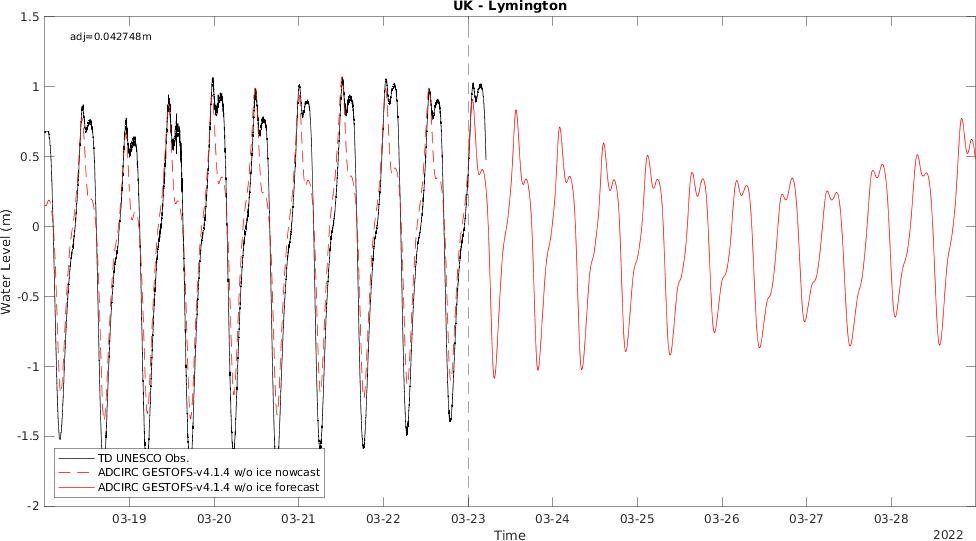 UK - Lymington
adj=0.042748m
1.5
1
0.5
0
-0.5
-1
-1.5
-2
Water Level (m)
TD UNESCO Obs.
ADCIRC GESTOFS-v4.1.4 w/o ice nowcast
ADCIRC GESTOFS-v4.1.4 w/o ice forecast
03-19 03-20 03-21 03-22 03-23 03-24 03-25 03-26 03-27 03-28
Time
2022